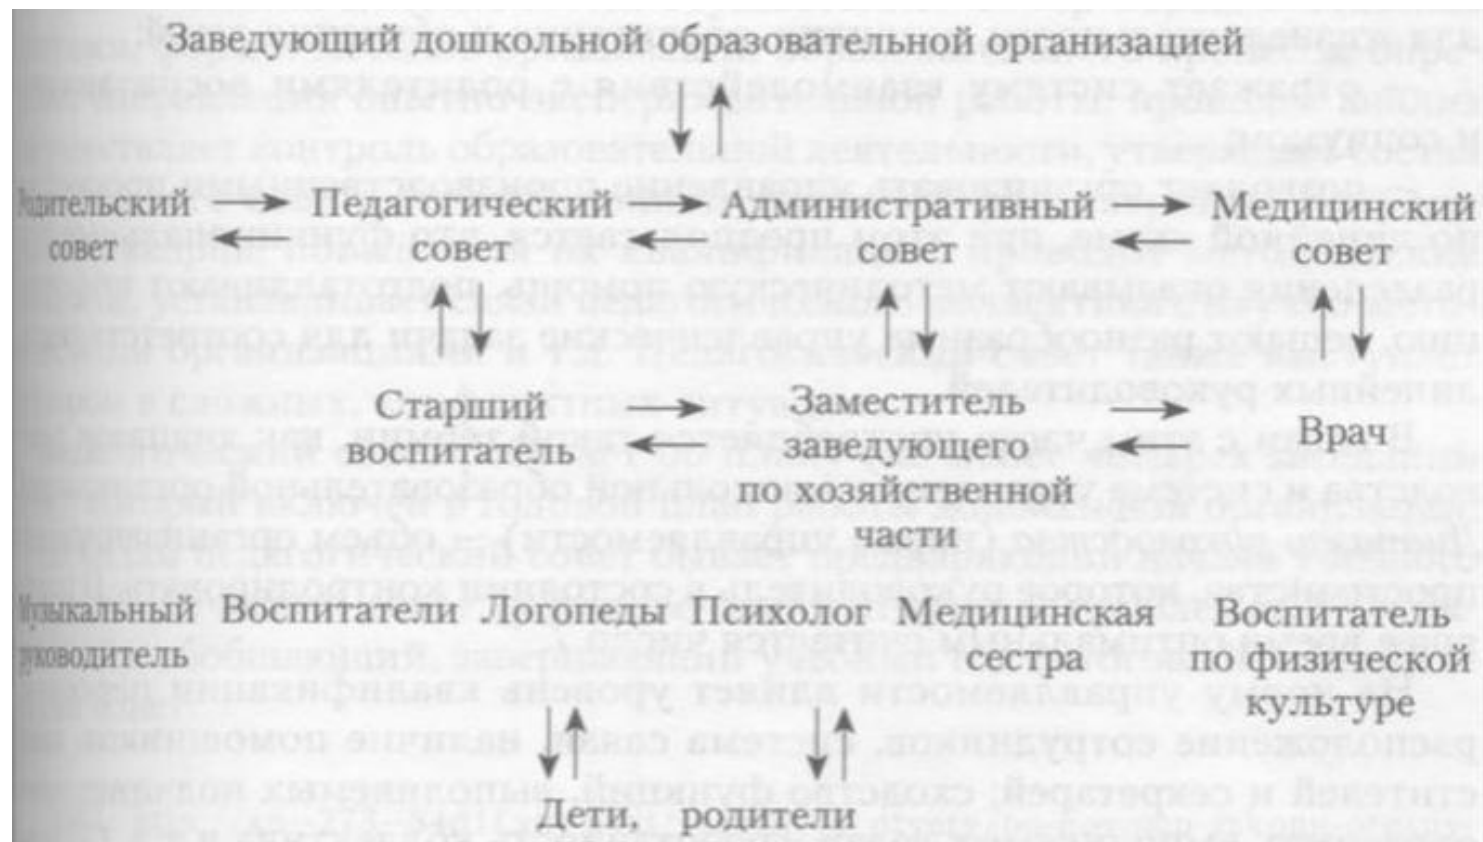 Заведующий дошкольной образовательной организацией
Родительский Педагогический Административный Медицинский
совет совет совет совет
Старший Заместитель Врач
воспитатель заведующего
по хозяйственной
части
Музыкальный Воспитатели Логопеды Психолог Медицинская Воспитатель
руководитель сестра по физической
культуре
Дети, родители